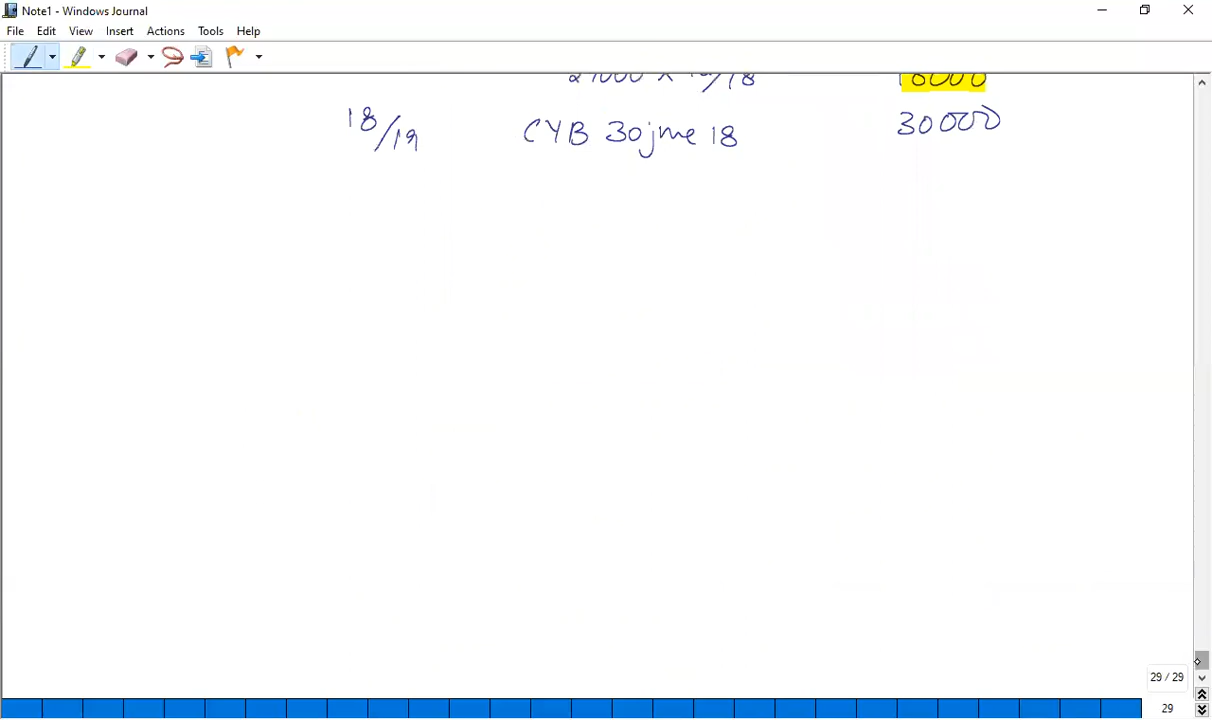 Note1 - Windows Journal
File Edit View Insert Actions Tools Help
18/19 CYB 30 june 18 30000
29 / 29
29